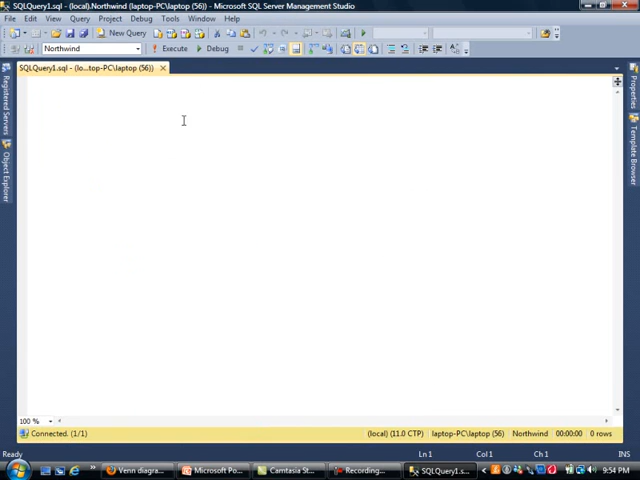 SQLQuery1.sql - (local).Northwind (laptop-PC\laptop (56)) - Microsoft SQL Server Management Studio
File Edit View Query Project Debug Tools Window Help
New Query
Northwind Execute Debug
SQLQuery1.sql - (lo...top-PC\laptop (56))
Registered Servers
Object Explorer
Properties
Template Browser
100 %
Connected. (1/1) (local) (11.0 CTP) laptop-PC\laptop (56) Northwind 00:00:00 0 rows
Ready Ln 1 Col 1 Ch 1 INS
Venn diagra... Microsoft Po... Camtasia St... Recording... SQLQuery1.s... 9:54 PM